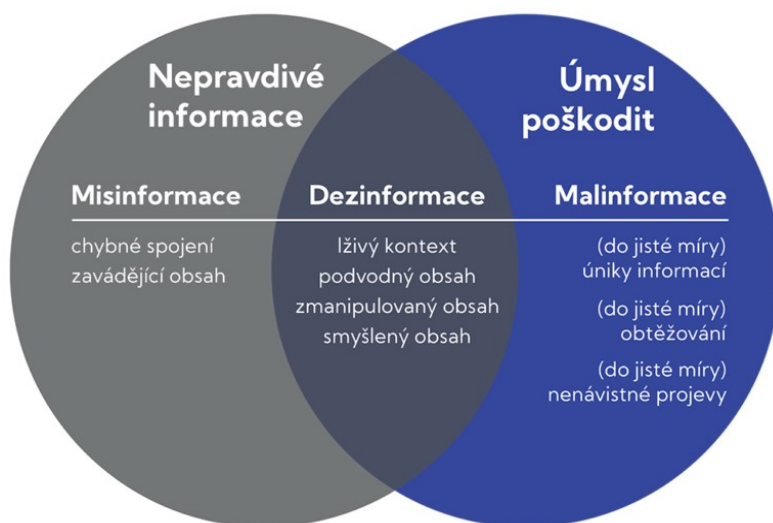 Nepravdivé
informace
Úmysl
poškodit
Misinformace
Dezinformace
Malinformace
chybné spojení
zavádějící obsah
lživý kontext
podvodný obsah
zmanipulovaný obsah
smyšlený obsah
(do jisté míry)
úniky informací
(do jisté míry)
obtěžování
(do jisté míry)
nenávistné projevy